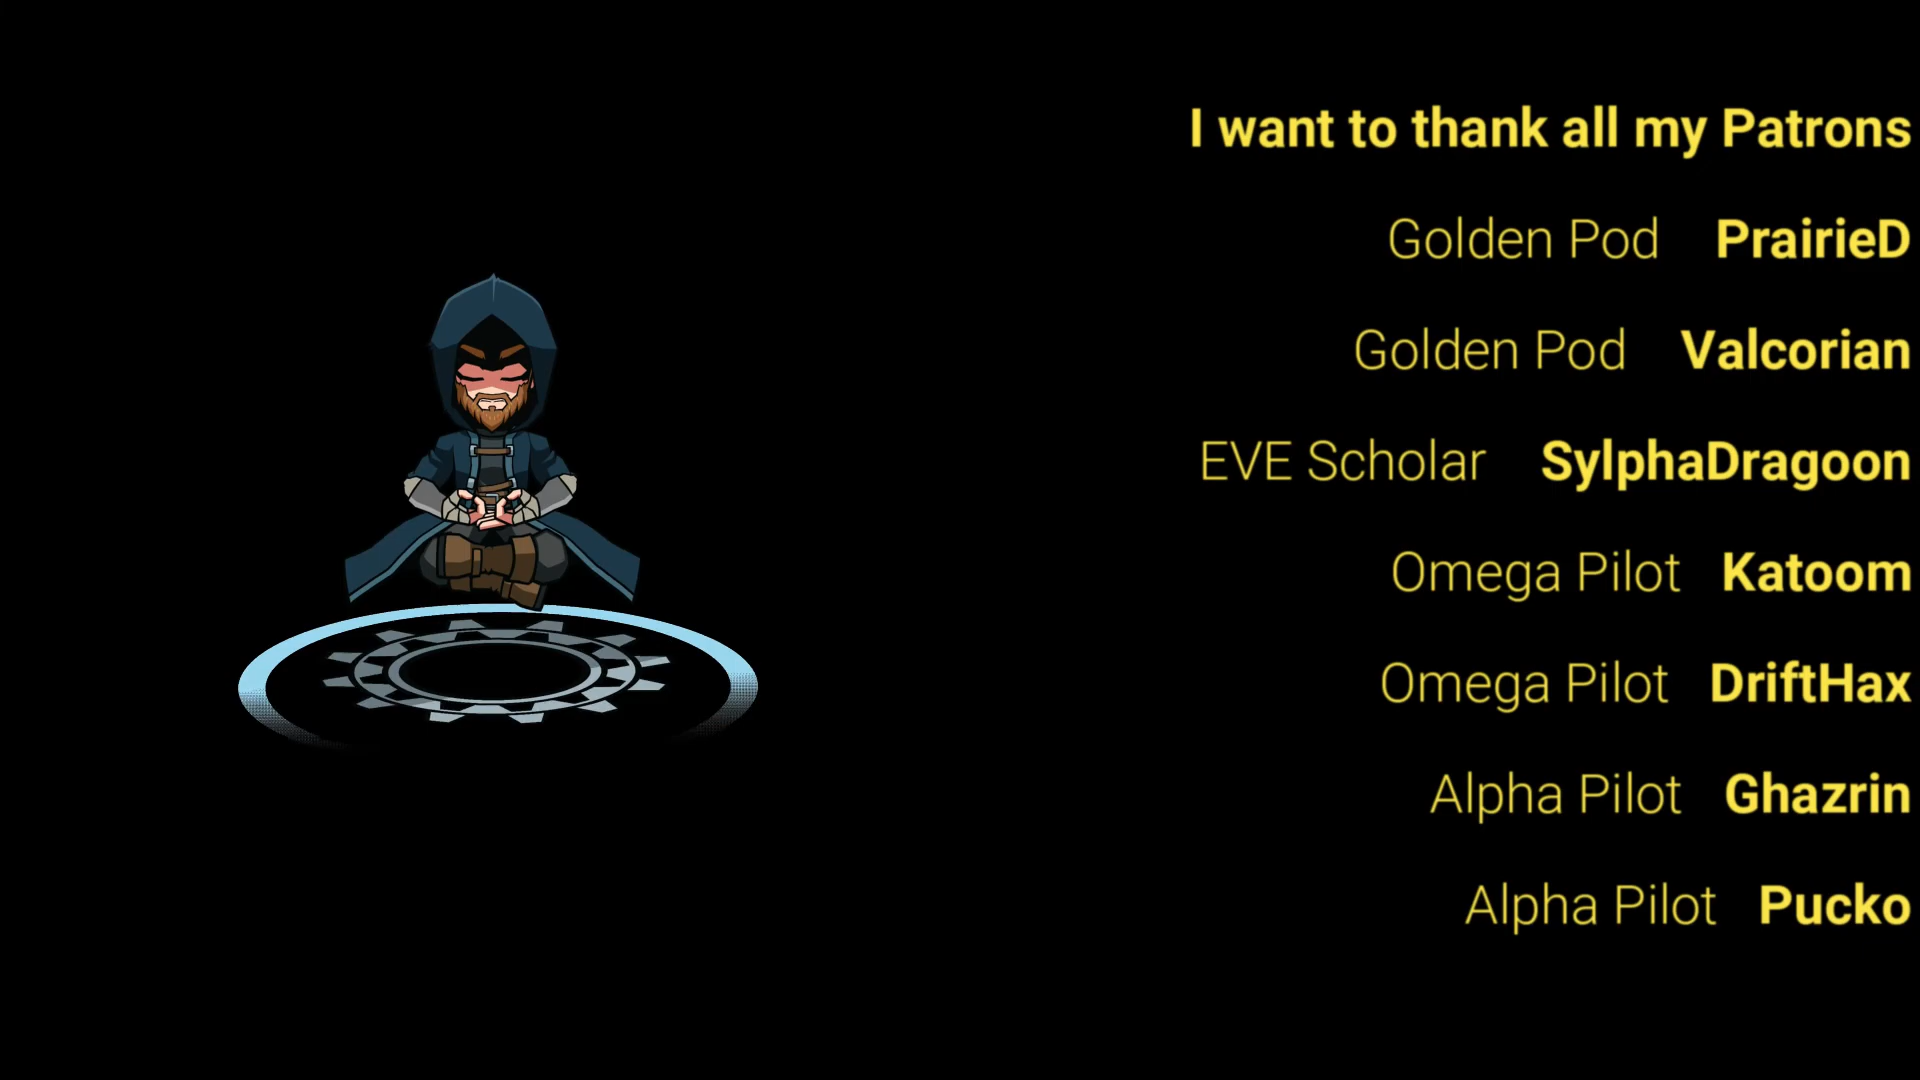 I want to thank all my Patrons
Golden Pod PrairieD
Golden Pod Valcorian
EVE Scholar SylphaDragoon
Omega Pilot Katoom
Omega Pilot DriftHax
Alpha Pilot Ghazrin
Alpha Pilot Pucko